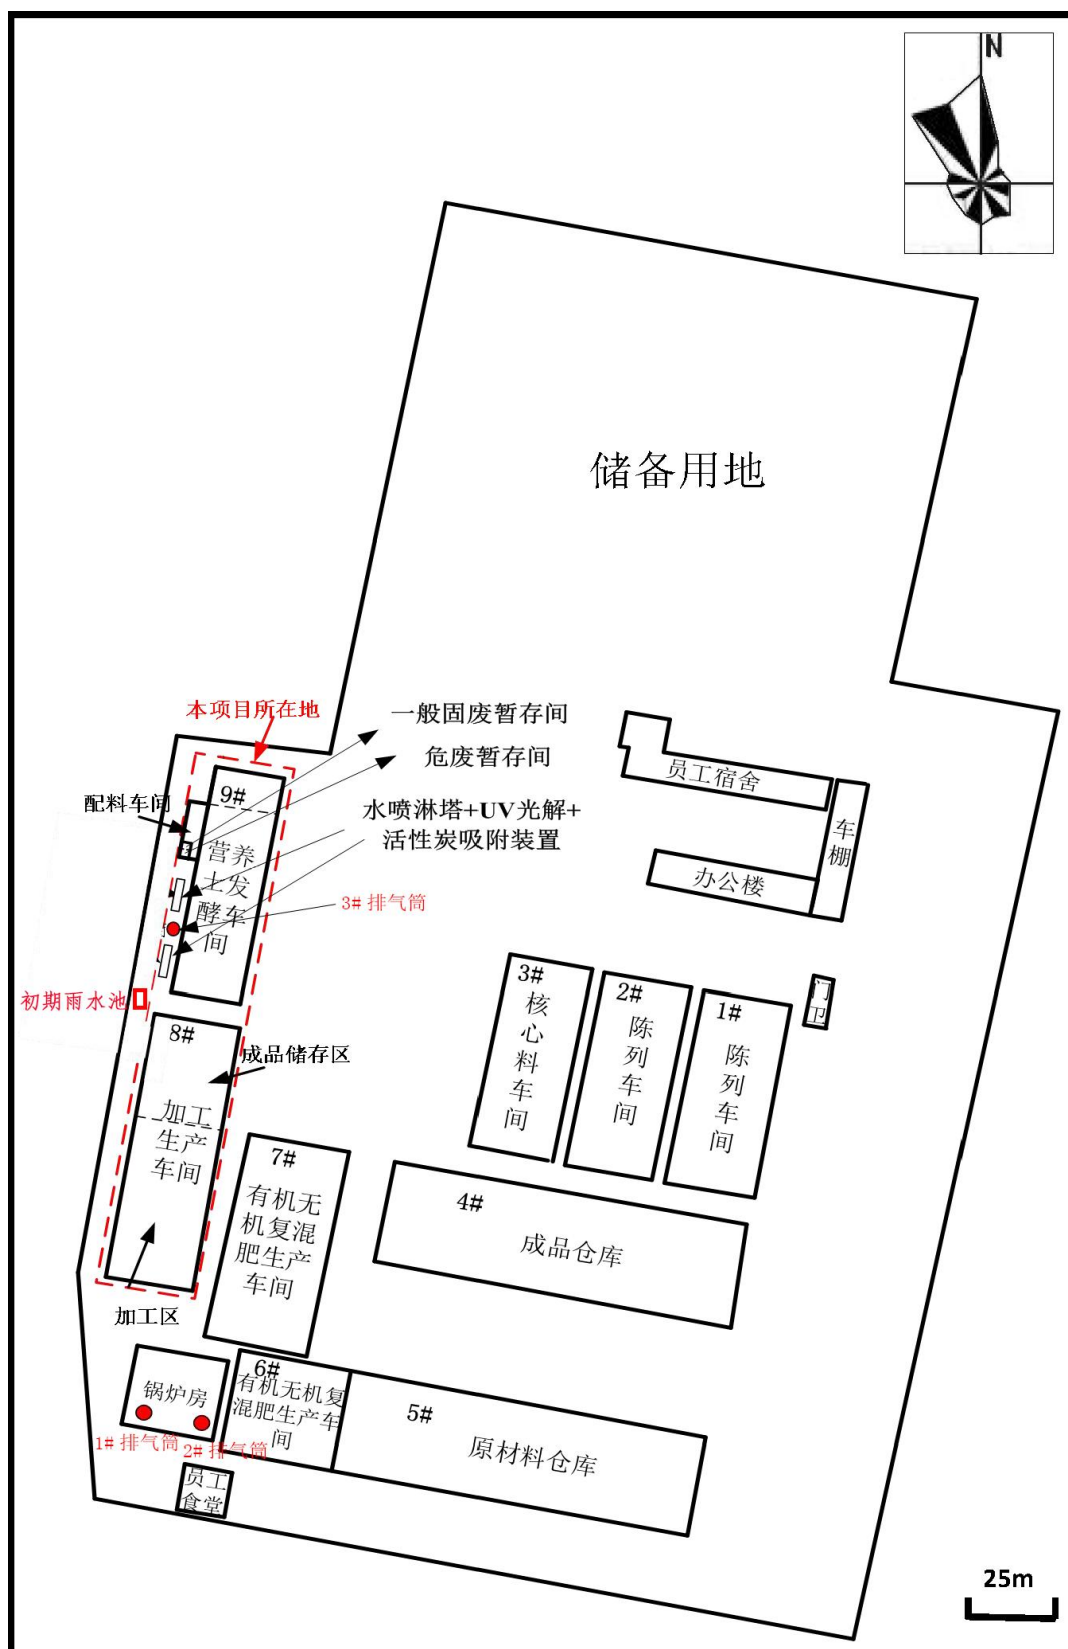 N
储备用地
本项目所在地
一般固废暂存间
危废暂存间
配料车间
水喷淋塔+UV光解+
活性炭吸附装置
3# 排气筒
初期雨水池
9#
营养
土发
酵车
间
8#
成品储存区
加工
生产
车间
加工区
员工宿舍
车
棚
办公楼
门
卫
3#
核
心
料
车
间
2#
陈
列
车
间
1#
陈
列
车
间
7#
有机无
机复混
肥生产
车间
4#
成品仓库
6#
有机无机复
混肥生产车
间
5#
原材料仓库
锅炉房
1# 排气筒
2# 排气筒
员工
食堂
25m